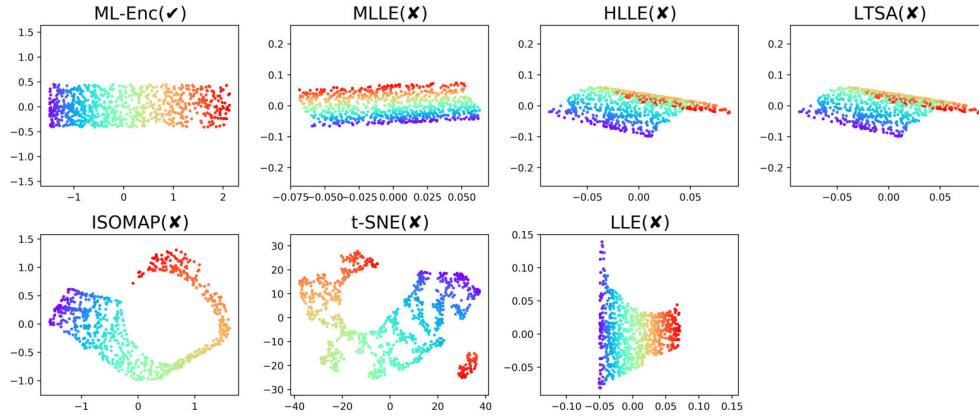 ML-Enc(✔)
1.5
1.0
0.5
0.0
−0.5
−1.0
−1.5
−1 0 1 2
MLLE(✘)
0.2
0.1
0.0
−0.1
−0.2
−0.075 −0.050 −0.025 0.000 0.025 0.050
HLLE(✘)
0.2
0.1
0.0
−0.1
−0.2
−0.05 0.00 0.05
LTSA(✘)
0.2
0.1
0.0
−0.1
−0.2
−0.05 0.00 0.05
ISOMAP(✘)
1.5
1.0
0.5
0.0
−0.5
−1.0
−1 0 1
t-SNE(✘)
30
20
10
0
−10
−20
−30
−40 −20 0 20 40
LLE(✘)
0.15
0.10
0.05
0.00
−0.05
−0.10 −0.05 0.00 0.05 0.10 0.15